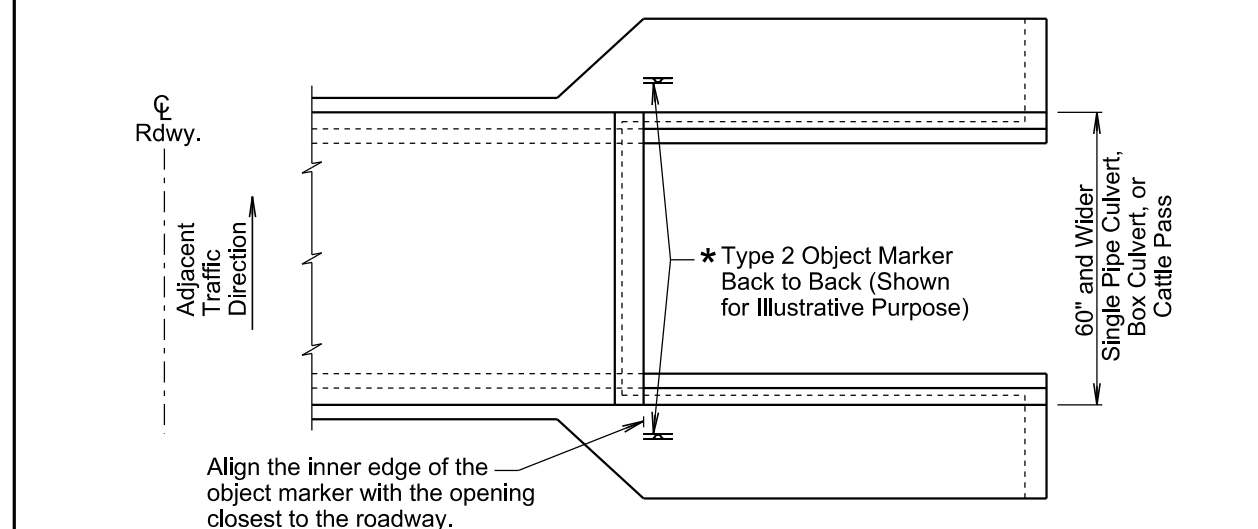 ℄
Rdwy.
Adjacent
Traffic
Direction
* Type 2 Object Marker
Back to Back (Shown
for Illustrative Purpose)
60" and Wider
Single Pipe Culvert,
Box Culvert, or
Cattle Pass
Align the inner edge of the
object marker with the opening
closest to the roadway.